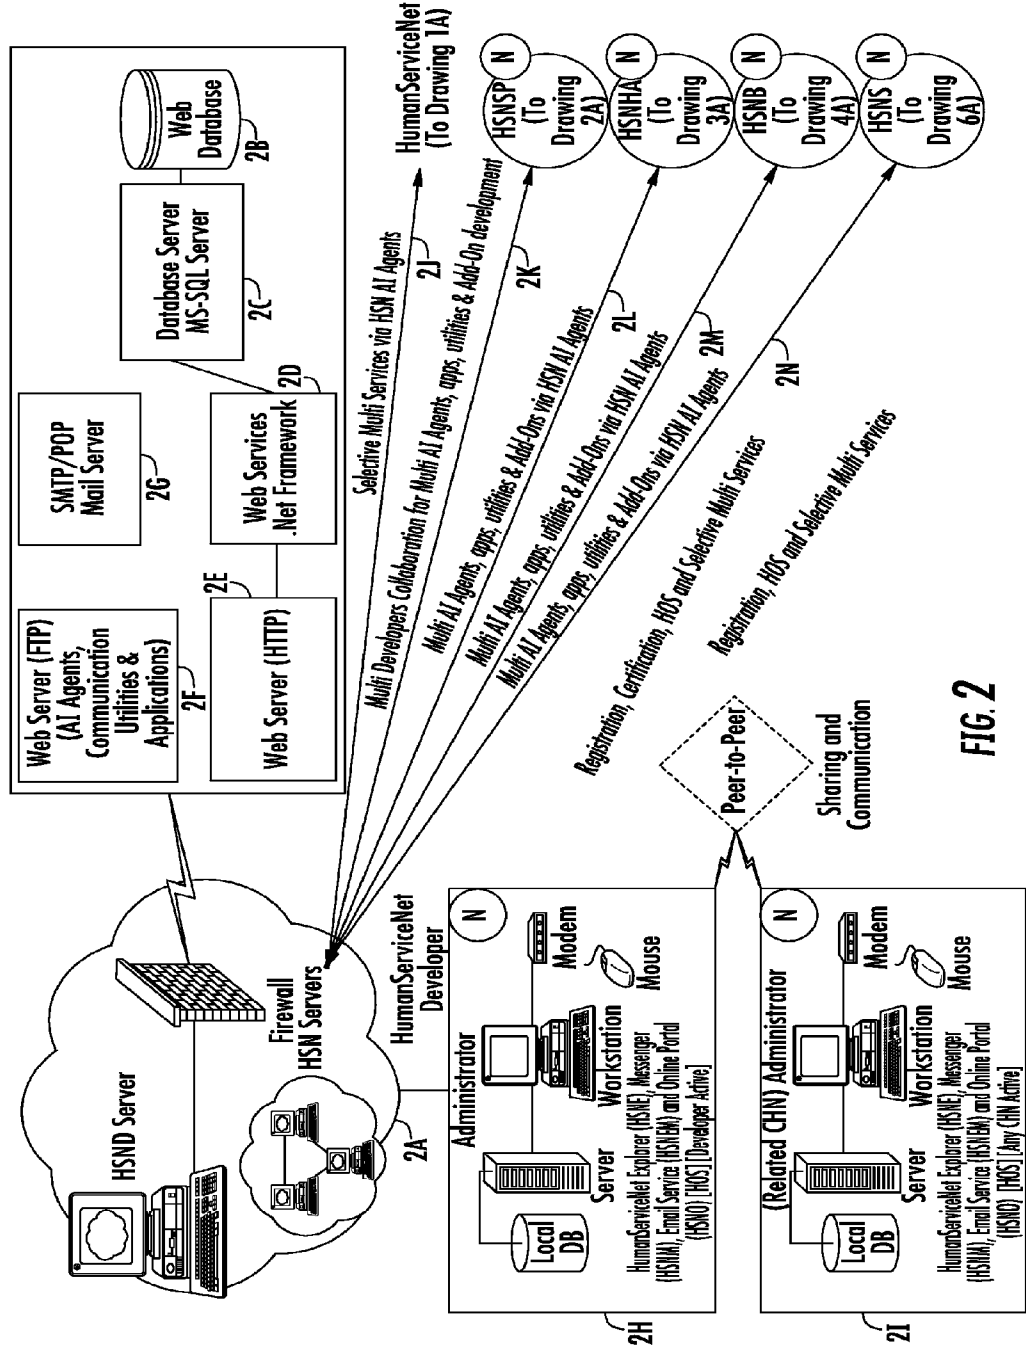 HSND Server
Firewall
HSN Servers
2A
Web Server (FTP)
(AI Agents,
Communication
Utilities &
Applications)
2F
SMTP/POP
Mail Server
2G
Web Server (HTTP)
2E
Web Services
.Net Framework
2D
Database Server
MS-SQL Server
2C
Web
Database
2B
Selective Multi Services via HSN AI Agents
2J
HumanServiceNet
(To Drawing 1A)
Multi Developers Collaboration for Multi AI Agents, apps, utilities & Add-On development
2K
HSNSP
(To
Drawing
2A)
N
Multi AI Agents, apps, utilities & Add-Ons via HSN AI Agents
2L
HSNHA
(To
Drawing
3A)
N
Multi AI Agents, apps, utilities & Add-Ons via HSN AI Agents
2M
HSNB
(To
Drawing
4A)
N
Multi AI Agents, apps, utilities & Add-Ons via HSN AI Agents
2N
HSNS
(To
Drawing
6A)
N
Registration, Certification, HOS and Selective Multi Services
Registration, HOS and Selective Multi Services
HumanServiceNet
Developer
Administrator
N
Local
DB
Server
Workstation
Modem
Mouse
HumanServiceNet Explorer (HSNE), Messenger
(HSNM), Email Service (HSNEM) and Online Portal
(HSNO) [HOS] [Developer Active]
2H
Peer-to-Peer
Sharing and
Communication
(Related CHN) Administrator
N
Local
DB
Server
Workstation
Modem
Mouse
HumanServiceNet Explorer (HSNE), Messenger
(HSNM), Email Service (HSNEM) and Online Portal
(HSNO) [HOS] [Any CHN Active]
2I
FIG. 2